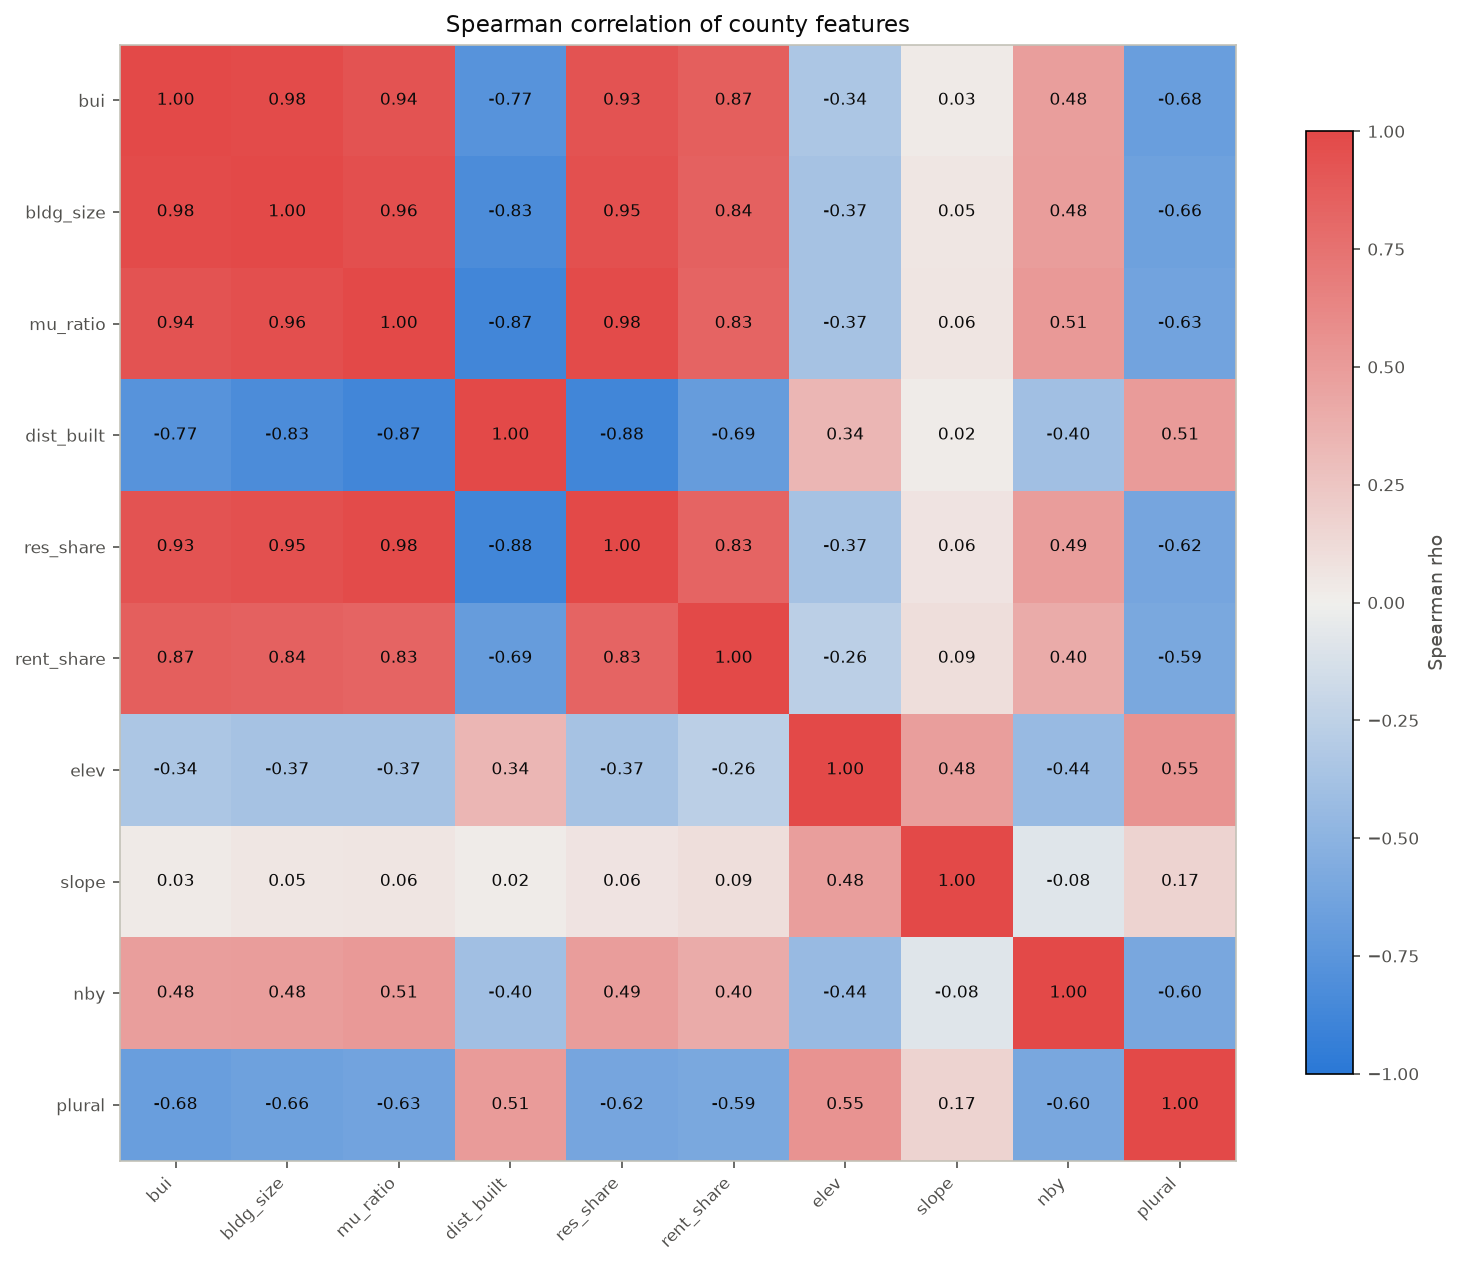 Spearman correlation of county features
bui 1.00 0.98 0.94 -0.77 0.93 0.87 -0.34 0.03 0.48 -0.68
bldg_size 0.98 1.00 0.96 -0.83 0.95 0.84 -0.37 0.05 0.48 -0.66
mu_ratio 0.94 0.96 1.00 -0.87 0.98 0.83 -0.37 0.06 0.51 -0.63
dist_built -0.77 -0.83 -0.87 1.00 -0.88 -0.69 0.34 0.02 -0.40 0.51
res_share 0.93 0.95 0.98 -0.88 1.00 0.83 -0.37 0.06 0.49 -0.62
rent_share 0.87 0.84 0.83 -0.69 0.83 1.00 -0.26 0.09 0.40 -0.59
elev -0.34 -0.37 -0.37 0.34 -0.37 -0.26 1.00 0.48 -0.44 0.55
slope 0.03 0.05 0.06 0.02 0.06 0.09 0.48 1.00 -0.08 0.17
nby 0.48 0.48 0.51 -0.40 0.49 0.40 -0.44 -0.08 1.00 -0.60
plural -0.68 -0.66 -0.63 0.51 -0.62 -0.59 0.55 0.17 -0.60 1.00
bui bldg_size mu_ratio dist_built res_share rent_share elev slope nby plural
1.00
0.75
0.50
0.25
0.00
−0.25
−0.50
−0.75
−1.00
Spearman rho